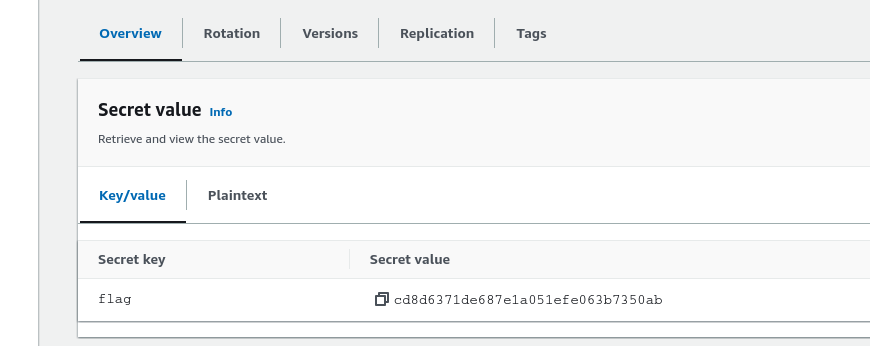 Overview Rotation Versions Replication Tags
Secret value Info
Retrieve and view the secret value.
Key/value Plaintext
Secret key Secret value
flag cd8d6371de687e1a051efe063b7350ab